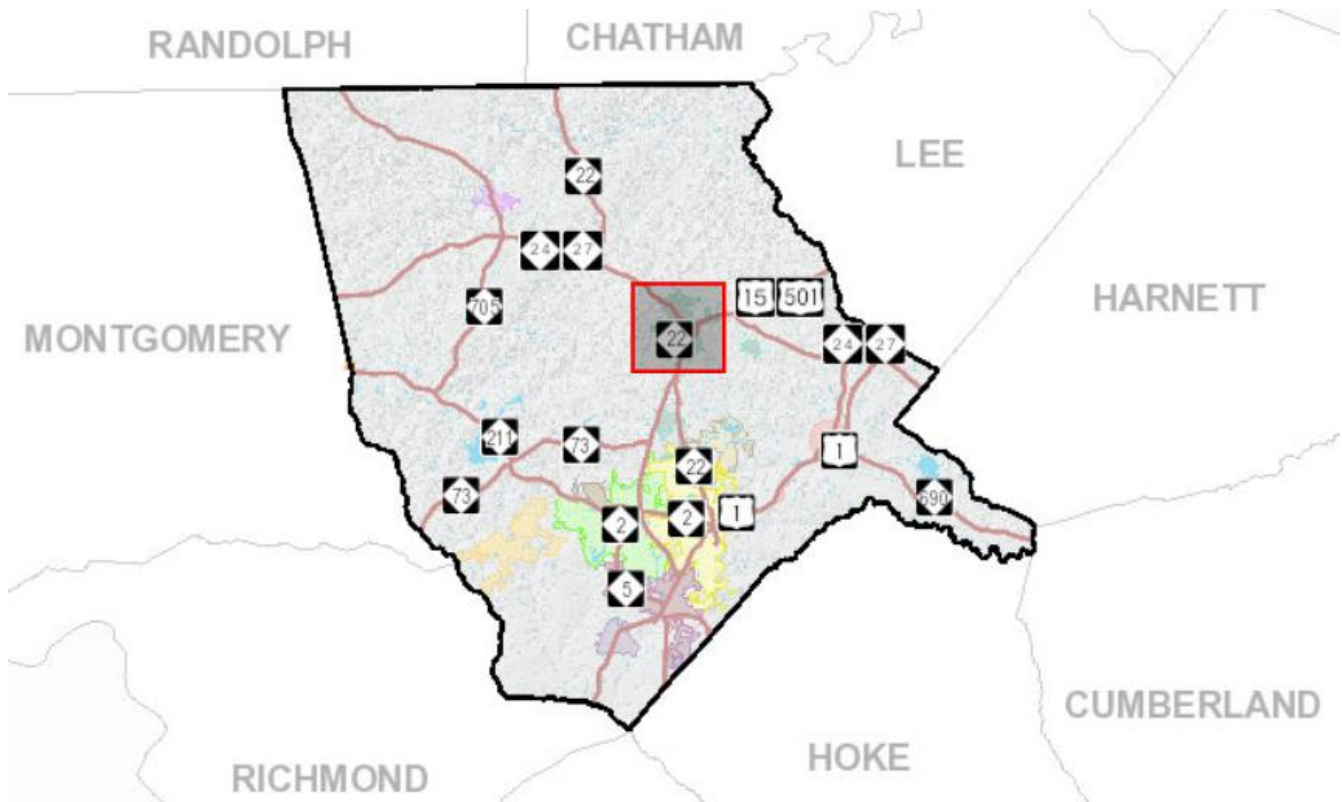 RANDOLPH
CHATHAM
LEE
22
24 27
HARNETT
15 501
705
MONTGOMERY
22
24 27
211
73
1
22
73
690
2
2
1
5
CUMBERLAND
HOKE
RICHMOND